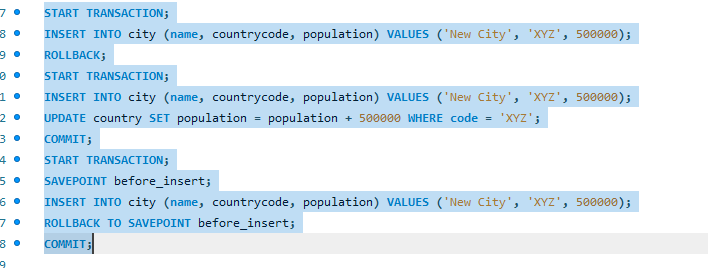 7 START TRANSACTION;
8 INSERT INTO city (name, countrycode, population) VALUES ('New City', 'XYZ', 500000);
9 ROLLBACK;
0 START TRANSACTION;
1 INSERT INTO city (name, countrycode, population) VALUES ('New City', 'XYZ', 500000);
2 UPDATE country SET population = population + 500000 WHERE code = 'XYZ';
3 COMMIT;
4 START TRANSACTION;
5 SAVEPOINT before_insert;
6 INSERT INTO city (name, countrycode, population) VALUES ('New City', 'XYZ', 500000);
7 ROLLBACK TO SAVEPOINT before_insert;
8 COMMIT;
9